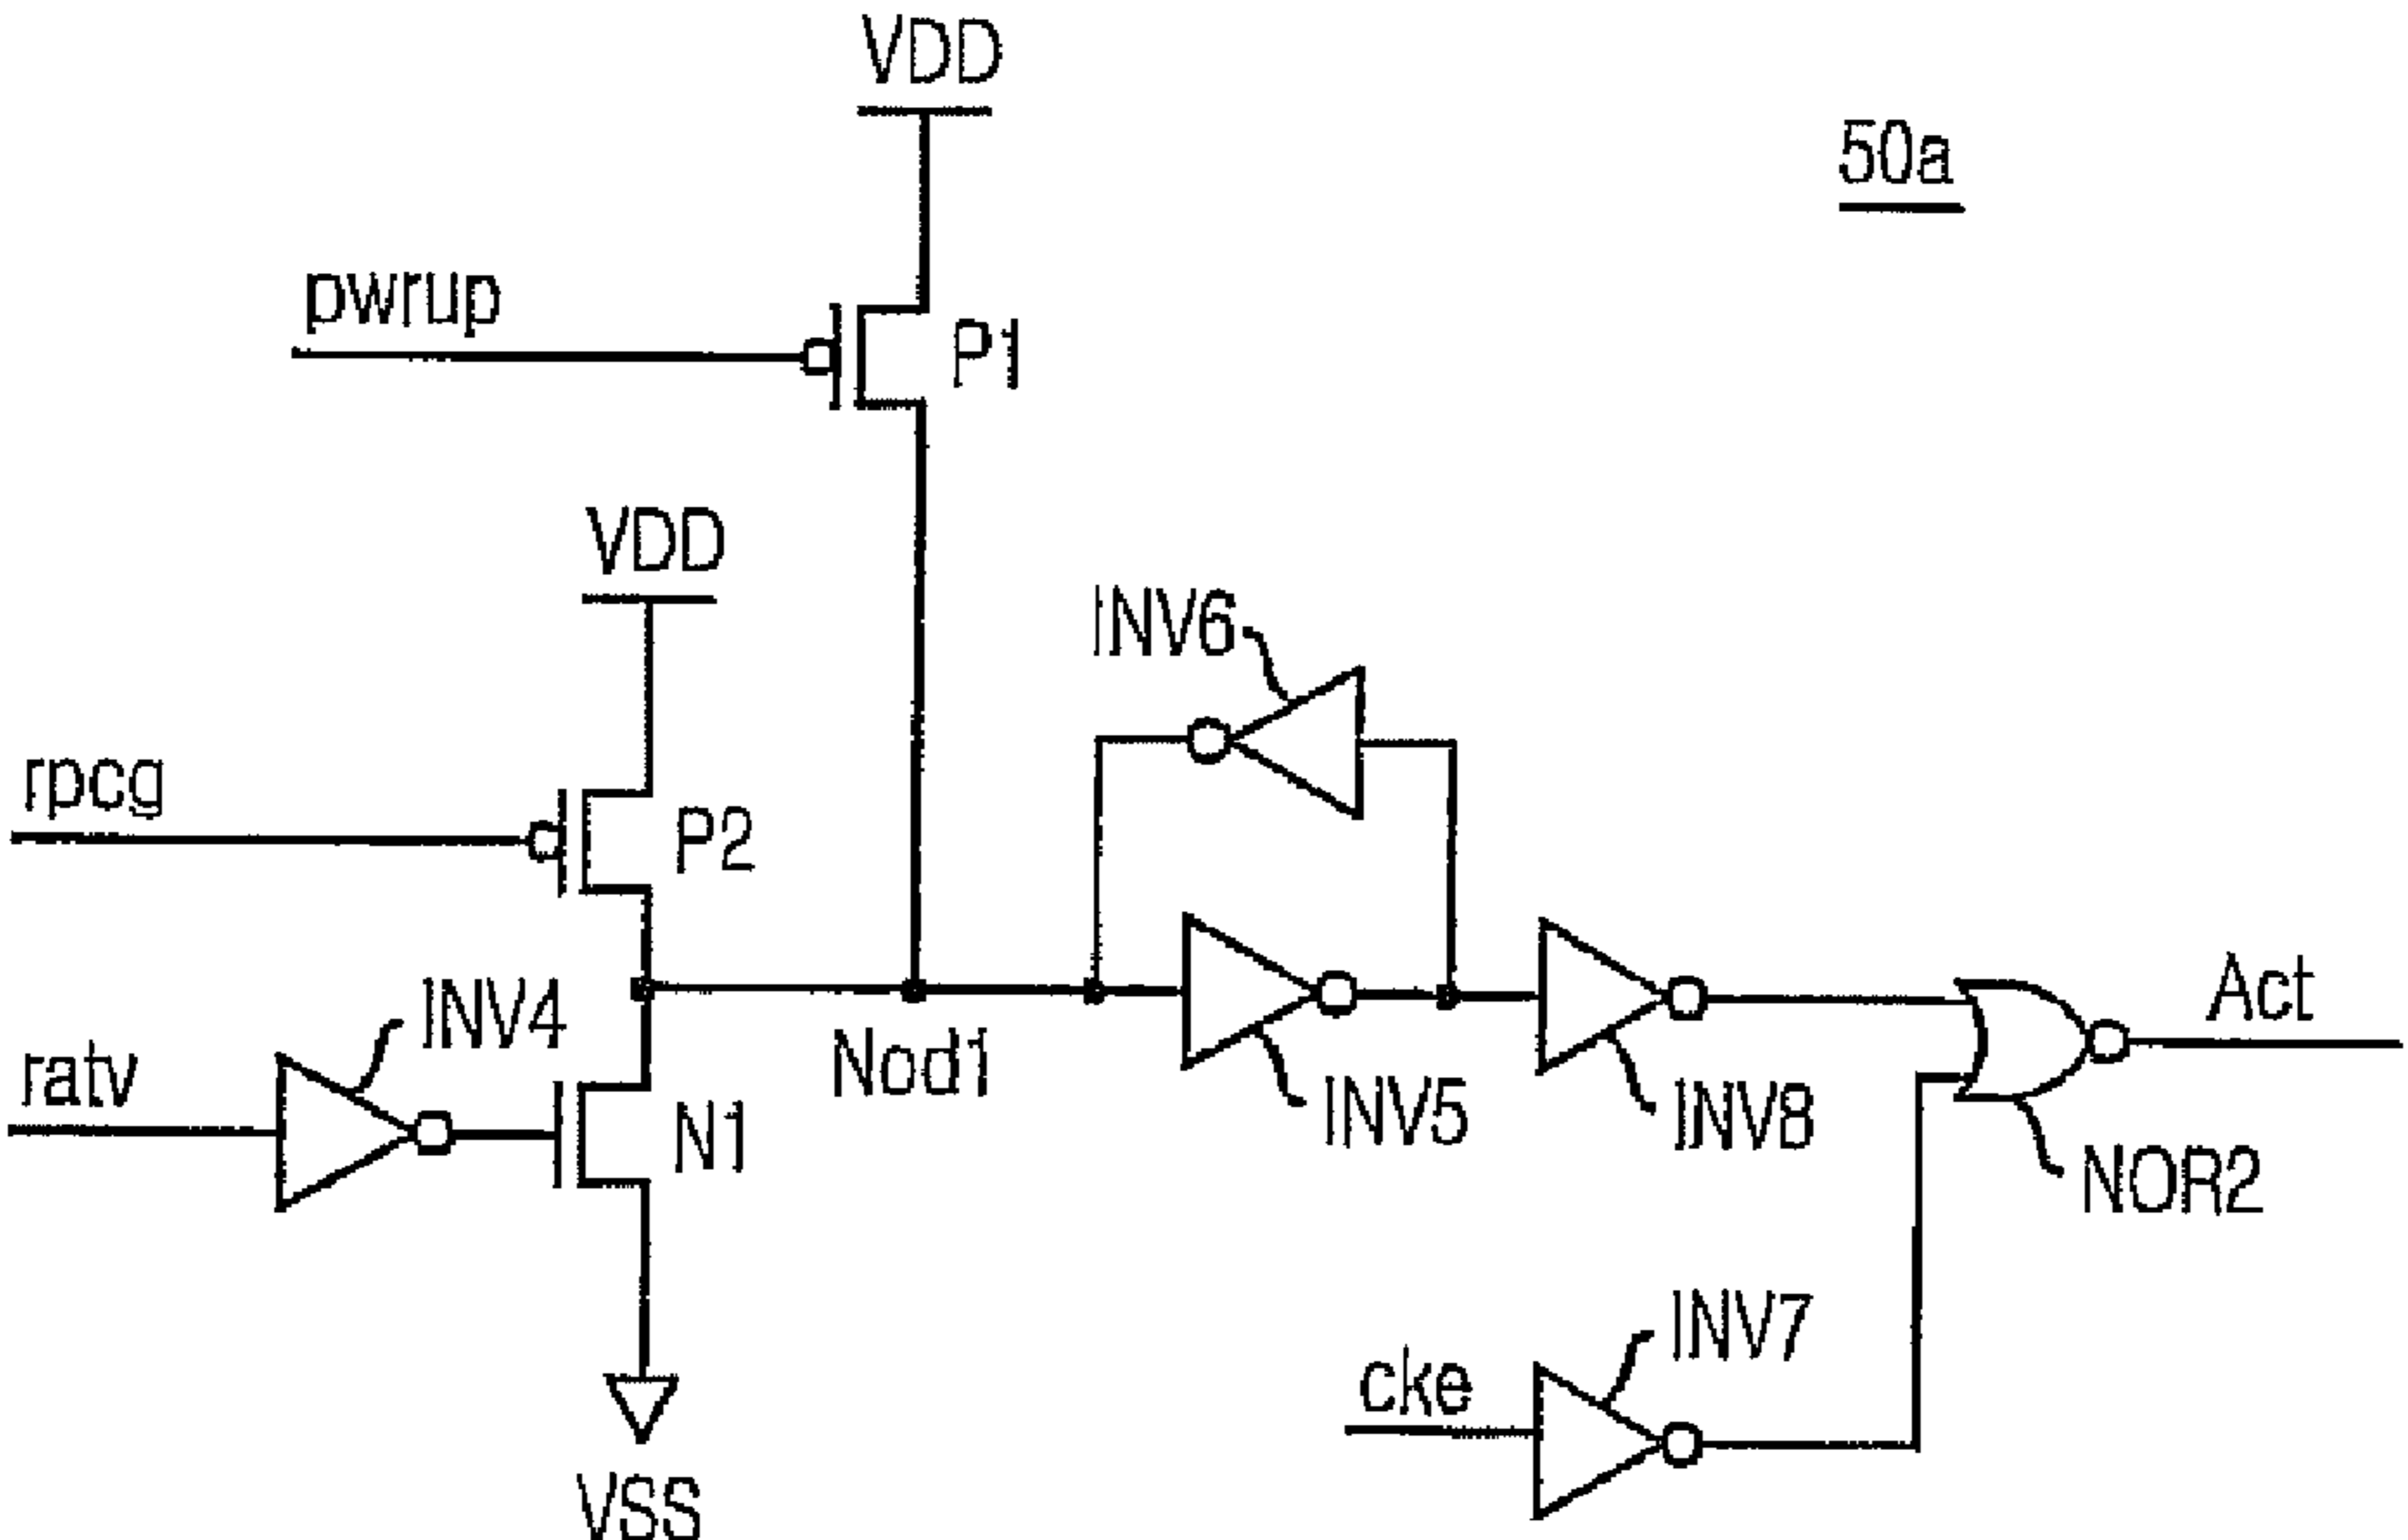 VDD
50a
pwrup
P1
VDD
INV6
rpcg
P2
INV4
Act
ratv
Nod1
N1
INV5
INV8
NOR2
INV7
cke
VSS